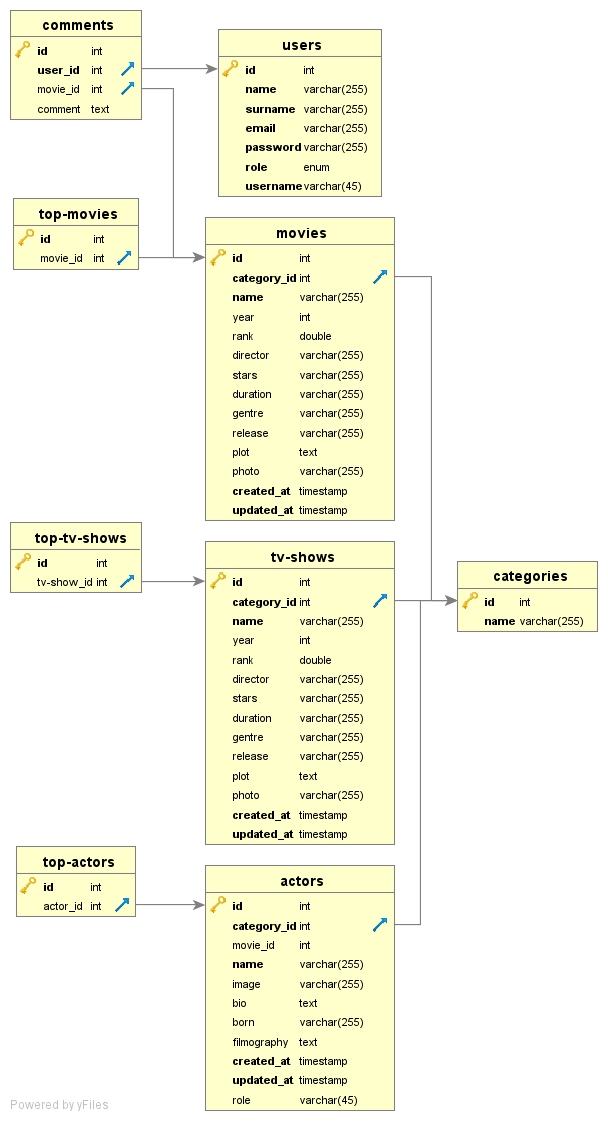 comments
id int
user_id int
movie_id int
comment text
users
id int
name varchar(255)
surname varchar(255)
email varchar(255)
password varchar(255)
role enum
username varchar(45)
top-movies
id int
movie_id int
movies
id int
category_id int
name varchar(255)
year int
rank double
director varchar(255)
stars varchar(255)
duration varchar(255)
gentre varchar(255)
release varchar(255)
plot text
photo varchar(255)
created_at timestamp
updated_at timestamp
top-tv-shows
id int
tv-show_id int
tv-shows
id int
category_id int
name varchar(255)
year int
rank double
director varchar(255)
stars varchar(255)
duration varchar(255)
gentre varchar(255)
release varchar(255)
plot text
photo varchar(255)
created_at timestamp
updated_at timestamp
categories
id int
name varchar(255)
top-actors
id int
actor_id int
actors
id int
category_id int
movie_id int
name varchar(255)
image varchar(255)
bio text
born varchar(255)
filmography text
created_at timestamp
updated_at timestamp
role varchar(45)
Powered by yFiles